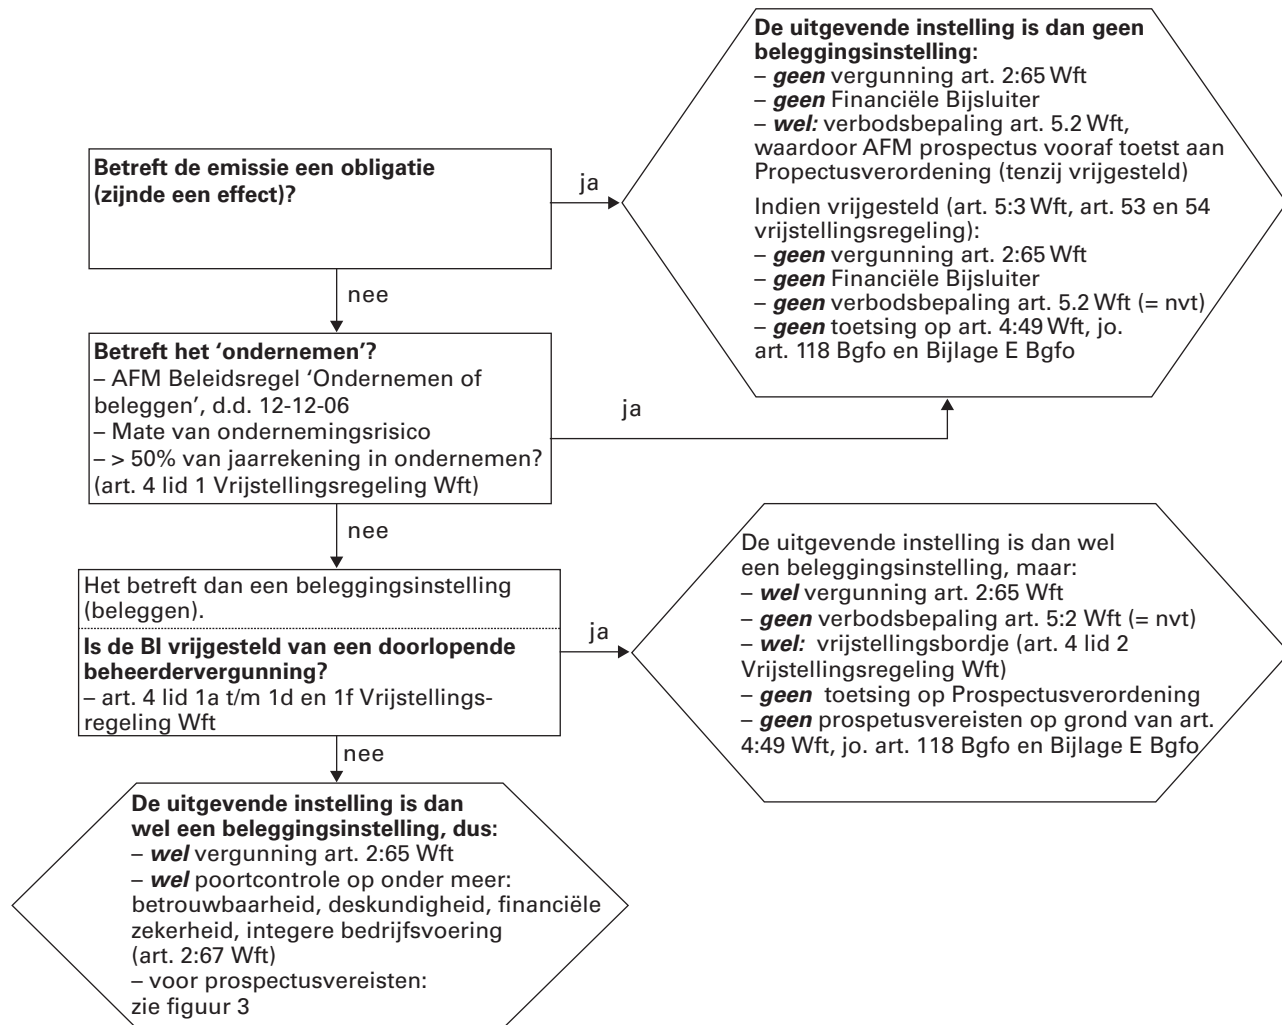 De uitgevende instelling is dan geen
beleggingsinstelling:
– geen vergunning art. 2:65 Wft
– geen Financiële Bijsluiter
– wel: verbodsbepaling art. 5.2 Wft,
waardoor AFM prospectus vooraf toetst aan
Propectusverordening (tenzij vrijgesteld)
Indien vrijgesteld (art. 5:3 Wft, art. 53 en 54
vrijstellingsregeling):
– geen vergunning art. 2:65 Wft
– geen Financiële Bijsluiter
– geen verbodsbepaling art. 5.2 Wft (= nvt)
– geen toetsing op art. 4:49 Wft, jo.
art. 118 Bgfo en Bijlage E Bgfo
Betreft de emissie een obligatie
(zijnde een effect)?
ja
nee
Betreft het ‘ondernemen’?
– AFM Beleidsregel ‘Ondernemen of
beleggen’, d.d. 12-12-06
– Mate van ondernemingsrisico
– > 50% van jaarrekening in ondernemen?
(art. 4 lid 1 Vrijstellingsregeling Wft)
ja
nee
Het betreft dan een beleggingsinstelling
(beleggen).
Is de BI vrijgesteld van een doorlopende
beheerdervergunning?
– art. 4 lid 1a t/m 1d en 1f Vrijstellings-
regeling Wft
ja
De uitgevende instelling is dan wel
een beleggingsinstelling, maar:
– wel vergunning art. 2:65 Wft
– geen verbodsbepaling art. 5:2 Wft (= nvt)
– wel: vrijstellingsbordje (art. 4 lid 2
Vrijstellingsregeling Wft)
– geen toetsing op Prospectusverordening
– geen prospetusvereisten op grond van art.
4:49 Wft, jo. art. 118 Bgfo en Bijlage E Bgfo
nee
De uitgevende instelling is dan
wel een beleggingsinstelling, dus:
– wel vergunning art. 2:65 Wft
– wel poortcontrole op onder meer:
betrouwbaarheid, deskundigheid, financiële
zekerheid, integere bedrijfsvoering
(art. 2:67 Wft)
– voor prospectusvereisten:
zie figuur 3